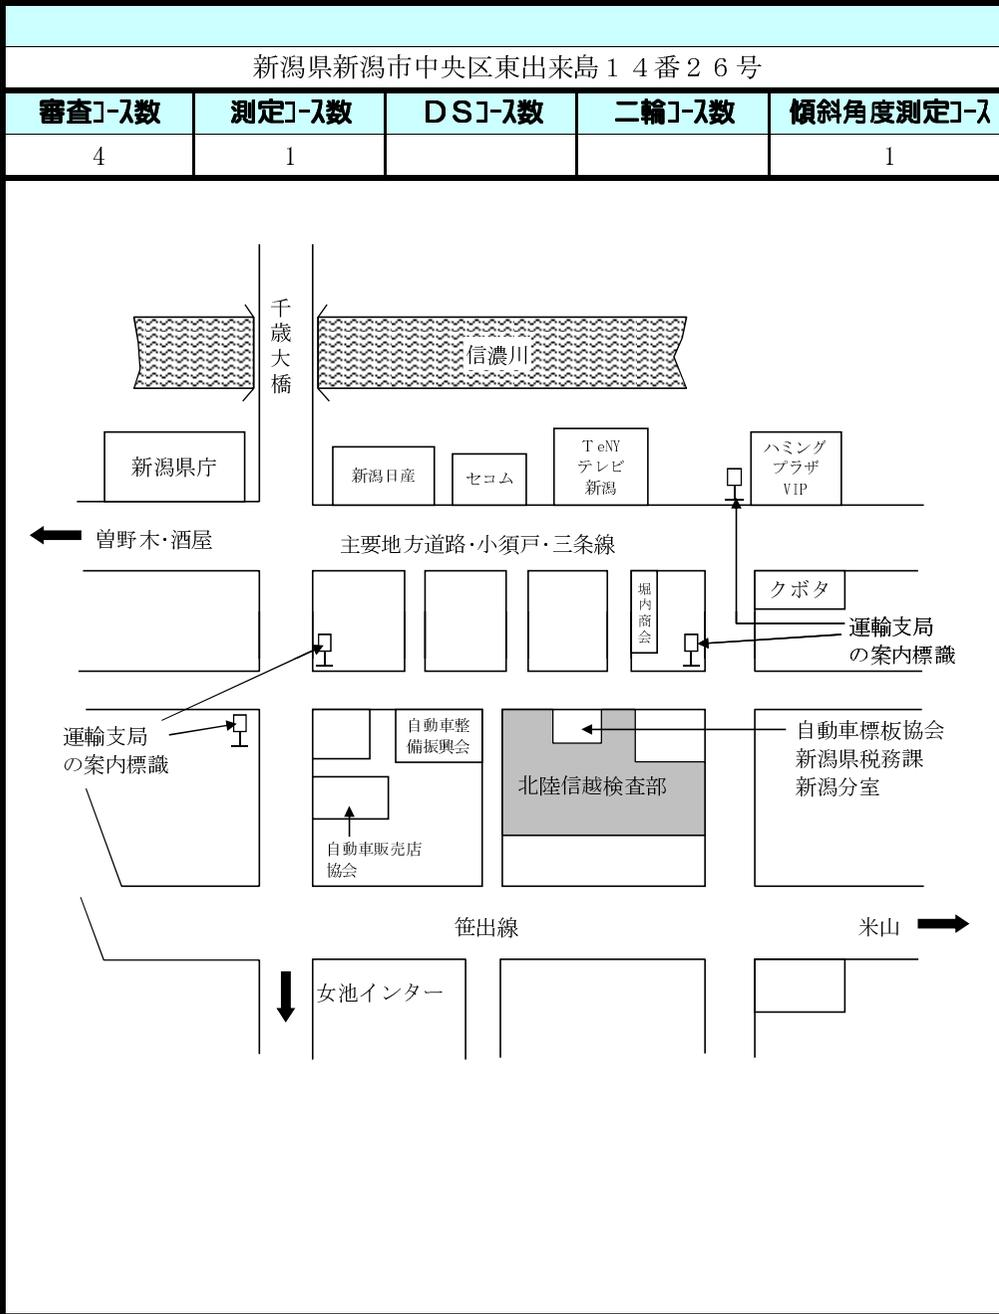 新潟県新潟市中央区東出来島１４番２６号
審査ｺｰｽ数 測定ｺｰｽ数 ＤＳｺｰｽ数 二輪ｺｰｽ数 傾斜角度測定ｺｰｽ
4 1 1
千歳大橋
信濃川
新潟県庁
新潟日産
セコム
TeNY
テレビ
新潟
ハミング
プラザ
VIP
曽野木・酒屋
主要地方道路・小須戸・三条線
堀内商会
クボタ
運輸支局
の案内標識
運輸支局
の案内標識
自動車整
備振興会
自動車標板協会
新潟県税務課
新潟分室
北陸信越検査部
自動車販売店
協会
笹出線
米山
女池インター